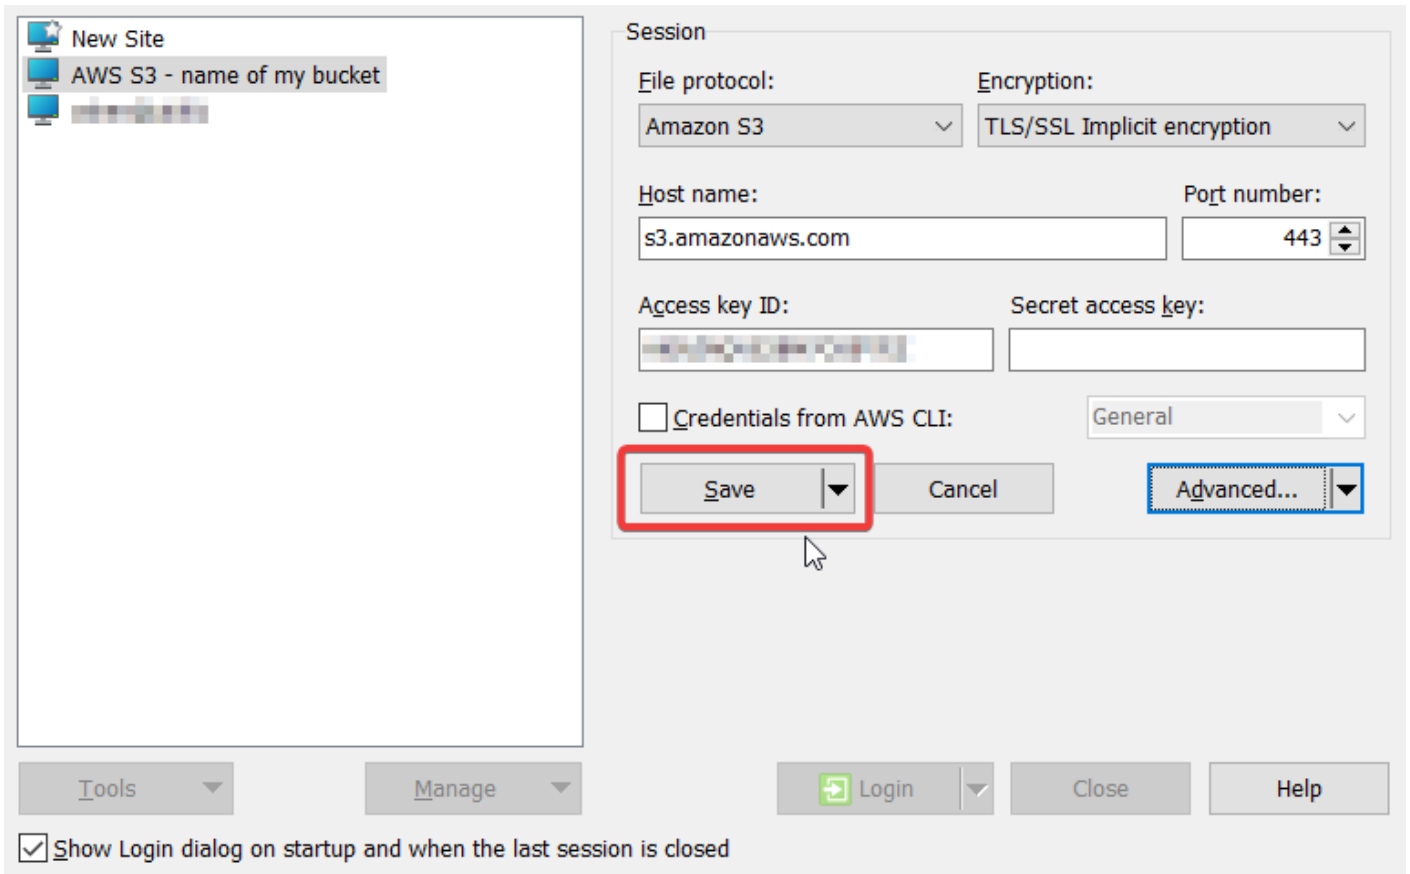 New Site
AWS S3 - name of my bucket
Session
File protocol:
Encryption:
Amazon S3
TLS/SSL Implicit encryption
Host name:
Port number:
s3.amazonaws.com
443
Access key ID:
Secret access key:
Credentials from AWS CLI:
General
Save
Cancel
Advanced...
Tools
Manage
Login
Close
Help
Show Login dialog on startup and when the last session is closed